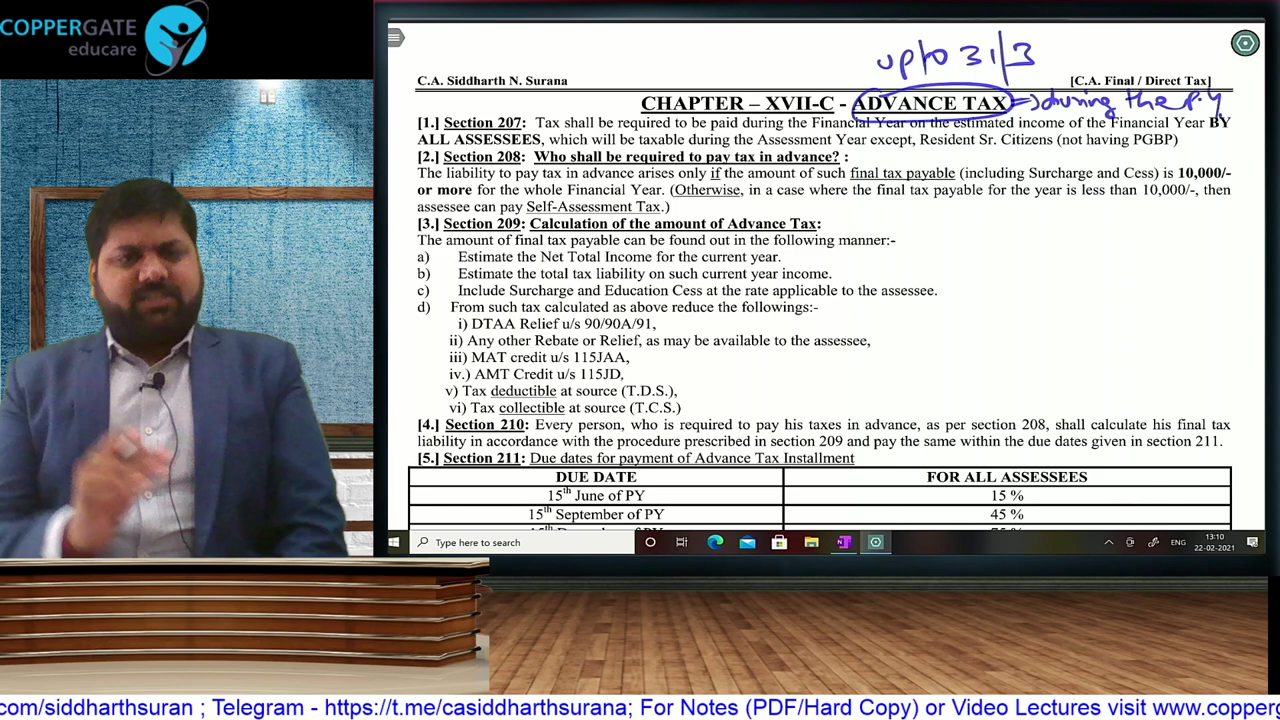 COPPERGATE
educare
upto 31/3
C.A. Siddharth N. Surana [C.A. Final / Direct Tax]
CHAPTER – XVII-C - ADVANCE TAX => during the P.Y
[1.] Section 207: Tax shall be required to be paid during the Financial Year on the estimated income of the Financial Year BY
ALL ASSESSEES, which will be taxable during the Assessment Year except, Resident Sr. Citizens (not having PGBP)
[2.] Section 208: Who shall be required to pay tax in advance? :
The liability to pay tax in advance arises only if the amount of such final tax payable (including Surcharge and Cess) is 10,000/-
or more for the whole Financial Year. (Otherwise, in a case where the final tax payable for the year is less than 10,000/-, then
assessee can pay Self-Assessment Tax.)
[3.] Section 209: Calculation of the amount of Advance Tax:
The amount of final tax payable can be found out in the following manner:-
a) Estimate the Net Total Income for the current year.
b) Estimate the total tax liability on such current year income.
c) Include Surcharge and Education Cess at the rate applicable to the assessee.
d) From such tax calculated as above reduce the followings:-
i) DTAA Relief u/s 90/90A/91,
ii) Any other Rebate or Relief, as may be available to the assessee,
iii) MAT credit u/s 115JAA,
iv.) AMT Credit u/s 115JD,
v) Tax deductible at source (T.D.S.),
vi) Tax collectible at source (T.C.S.)
[4.] Section 210: Every person, who is required to pay his taxes in advance, as per section 208, shall calculate his final tax
liability in accordance with the procedure prescribed in section 209 and pay the same within the due dates given in section 211.
[5.] Section 211: Due dates for payment of Advance Tax Installment
DUE DATE FOR ALL ASSESSEES
15th June of PY 15 %
15th September of PY 45 %
Type here to search
ENG
13:10
22-02-2021
com/siddharthsuran ; Telegram - https://t.me/casiddharthsurana; For Notes (PDF/Hard Copy) or Video Lectures visit www.copperg